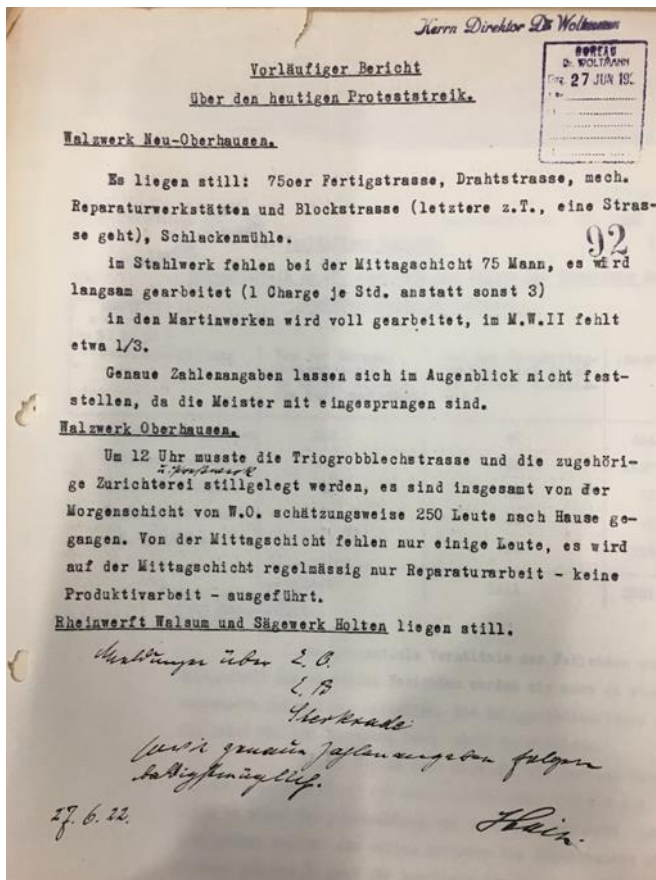 Herrn Direktor Dr. Woltmann
BUREAU
Dr. WOLTMANN
Eing. 27 JUN 192
Vorläufiger Bericht
über den heutigen Proteststreik.
Walzwerk Neu-Oberhausen.
Es liegen still: 75oer Fertigstrasse, Drahtstrasse, mech.
Reparaturwerkstätten und Blockstrasse (letztere z.T., eine Stras-
se geht), Schlackenmühle.
92
im Stahlwerk fehlen bei der Mittagschicht 75 Mann, es wird
langsam gearbeitet (1 Charge je Std. anstatt sonst 3)
in den Martinwerken wird voll gearbeitet, im M.W.II fehlt
etwa 1/3.
Genaue Zahlenangaben lassen sich im Augenblick nicht fest-
stellen, da die Meister mit eingesprungen sind.
Walzwerk Oberhausen.
Um 12 Uhr musste die Triogrobblechstrasse und die zugehöri-
u. Presswerk
ge Zurichterei stillgelegt werden, es sind insgesamt von der
Morgenschicht von W.O. schätzungsweise 250 Leute nach Hause ge-
gangen. Von der Mittagschicht fehlen nur einige Leute, es wird
auf der Mittagschicht regelmässig nur Reparaturarbeit - keine
Produktivarbeit - ausgeführt.
Rheinwerft Walsum und Sägewerk Holten liegen still.
Meldungen über E.O.
E.B
Sterkrade
sowie genaue Zahlenangaben folgen
baldigstmöglich.
27.6.22.